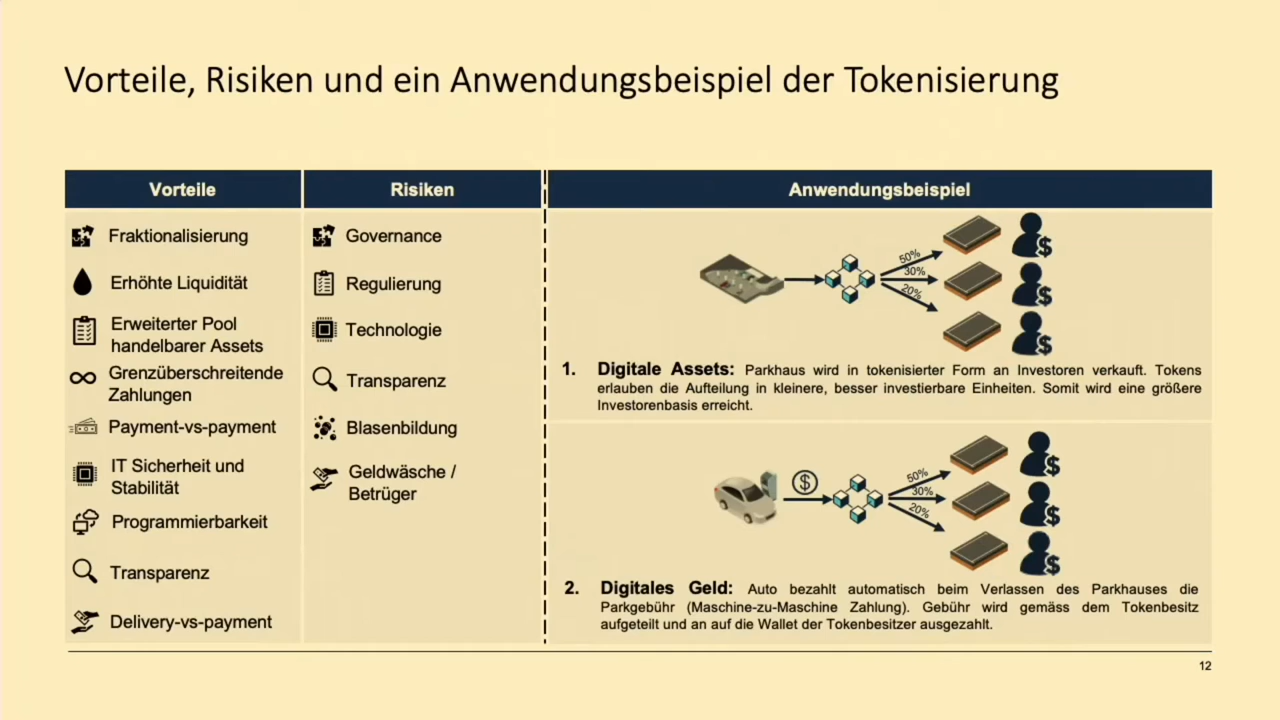 Vorteile, Risiken und ein Anwendungsbeispiel der Tokenisierung
Vorteile
Fraktionalisierung
Erhöhte Liquidität
Erweiterter Pool
handelbarer Assets
Grenzüberschreitende
Zahlungen
Payment-vs-payment
IT Sicherheit und
Stabilität
Programmierbarkeit
Transparenz
Delivery-vs-payment
Risiken
Governance
Regulierung
Technologie
Transparenz
Blasenbildung
Geldwäsche /
Betrüger
Anwendungsbeispiel
50%
30%
20%
$
$
$
1. Digitale Assets: Parkhaus wird in tokenisierter Form an Investoren verkauft. Tokens
erlauben die Aufteilung in kleinere, besser investierbare Einheiten. Somit wird eine größere
Investorenbasis erreicht.
$
50%
30%
20%
$
$
$
2. Digitales Geld: Auto bezahlt automatisch beim Verlassen des Parkhauses die
Parkgebühr (Maschine-zu-Maschine Zahlung). Gebühr wird gemäss dem Tokenbesitz
aufgeteilt und an auf die Wallet der Tokenbesitzer ausgezahlt.
12